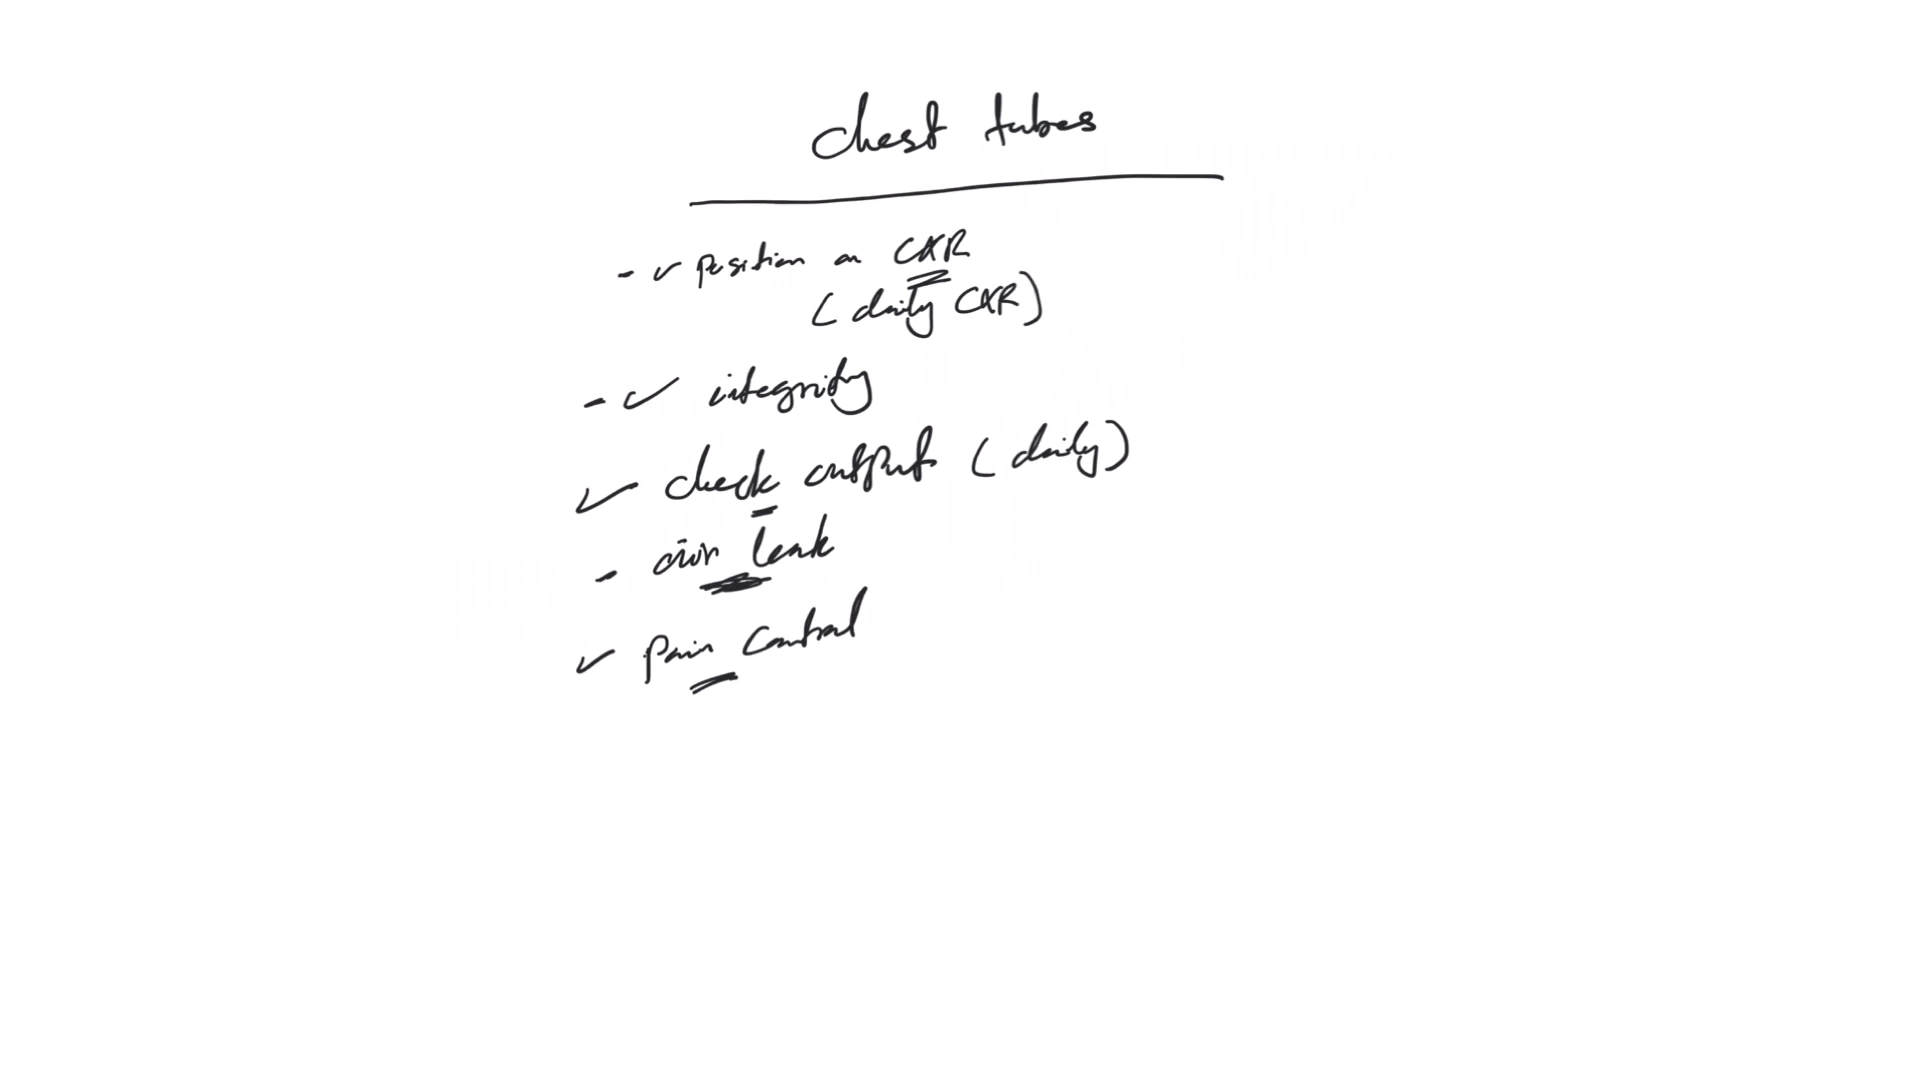 chest tubes
- ✓ position on CXR
(daily CXR)
- ✓ integrity
✓ check output (daily)
- air leak
✓ pain control